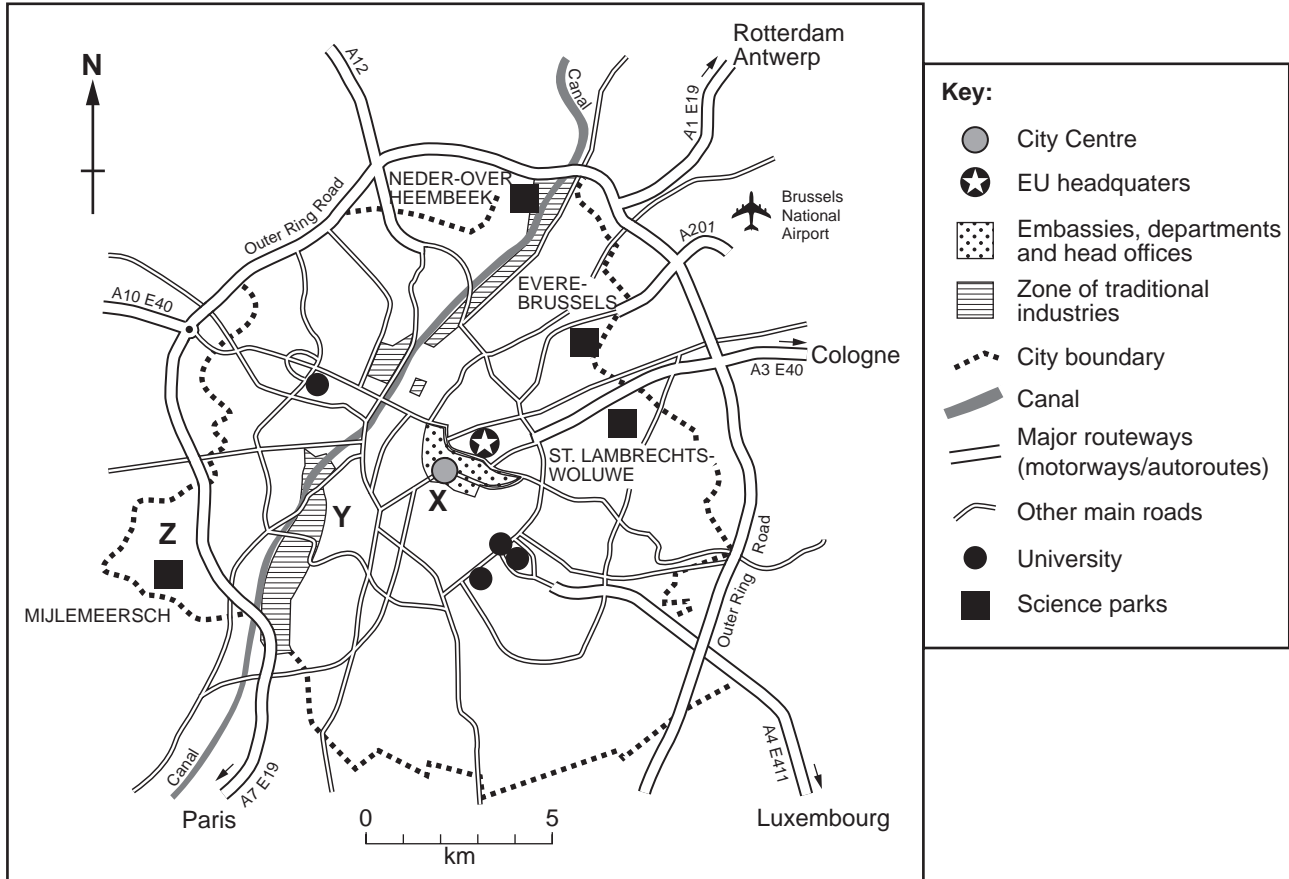 Rotterdam
Antwerp
N
A12
Canal
A1 E19
NEDER-OVER
HEEMBEEK
Outer Ring Road
Brussels
National
Airport
A201
EVERE-
BRUSSELS
A10 E40
Cologne
A3 E40
ST. LAMBRECHTS-
WOLUWE
X
Y
Z
MIJLEMEERSCH
Outer Ring Road
Canal
A7 E19
A4 E411
Paris
0 5
km
Luxembourg
Key:
City Centre
EU headquaters
Embassies, departments
and head offices
Zone of traditional
industries
City boundary
Canal
Major routeways
(motorways/autoroutes)
Other main roads
University
Science parks